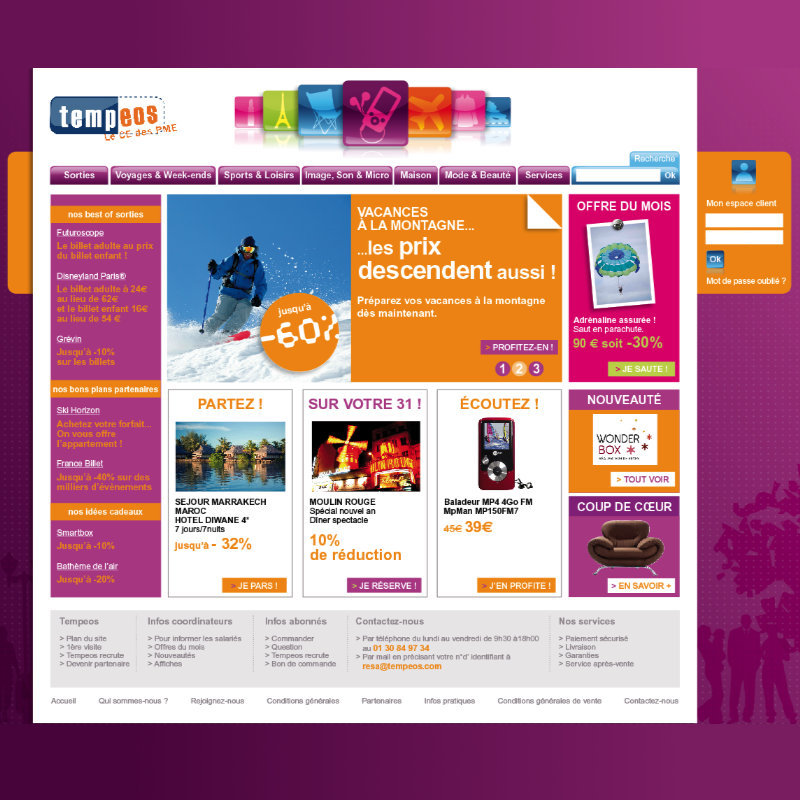 tempeos
Le CE des PME
Recherche
Sorties
Voyages & Week-ends
Sports & Loisirs
Image, Son & Micro
Maison
Mode & Beauté
Services
Ok
Mon espace client
Ok
Mot de passe oublié ?
nos best of sorties
Futuroscope
Le billet adulte au prix
du billet enfant !
Disneyland Paris®
Le billet adulte à 24€
au lieu de 62€
et le billet enfant 16€
au lieu de 54 €
Grévin
Jusqu'à -10%
sur les billets
nos bons plans partenaires
Ski Horizon
Achetez votre forfait...
On vous offre
l'appartement !
France Billet
Jusqu'à -40% sur des
milliers d'événements
nos idées cadeaux
Smartbox
Jusqu'à -10%
Bathème de l'air
Jusqu'à -20%
jusqu'à
-60%
VACANCES
À LA MONTAGNE...
...les prix
descendent aussi !
Préparez vos vacances à la montagne
dès maintenant.
> PROFITEZ-EN !
1 2 3
OFFRE DU MOIS
Adrénaline assurée !
Saut en parachute.
90 € soit -30%
> JE SAUTE !
PARTEZ !
SEJOUR MARRAKECH
MAROC
HOTEL DIWANE 4*
7 jours/7nuits
jusqu'à - 32%
> JE PARS !
SUR VOTRE 31 !
MOULIN ROUGE
MOULIN ROUGE
Spécial nouvel an
Dîner spectacle
10%
de réduction
> JE RÉSERVE !
ÉCOUTEZ !
Baladeur MP4 4Go FM
MpMan MP150FM7
45€ 39€
> J'EN PROFITE !
NOUVEAUTÉ
WONDER
BOX
> TOUT VOIR
COUP DE CŒUR
> EN SAVOIR +
Tempeos
> Plan du site
> 1ère visite
> Tempeos recrute
> Devenir partenaire
Infos coordinateurs
> Pour informer les salariés
> Offres du mois
> Nouveautés
> Affiches
Infos abonnés
> Commander
> Question
> Tempeos recrute
> Bon de commande
Contactez-nous
> Par téléphone du lundi au vendredi de 9h30 à18h00
au 01 30 84 97 34
> Par mail en précisant votre n°d' identifiant à
resa@tempeos.com
Nos services
> Paiement sécurisé
> Livraison
> Garanties
> Service après-vente
Accueil
Qui sommes-nous ?
Rejoignez-nous
Conditions générales
Partenaires
Infos pratiques
Conditions générales de vente
Contactez-nous